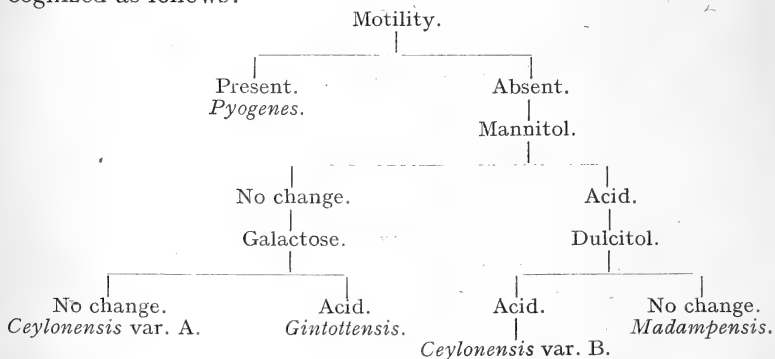 cognized as follows:
Motility.
Present. Absent.
Pyogenes.
Mannitol.
No change. Acid.
Galactose. Dulcitol.
No change. Acid. Acid. No change.
Ceylonensis var. A. Gintottensis. Madampensis.
Ceylonensis var. B.